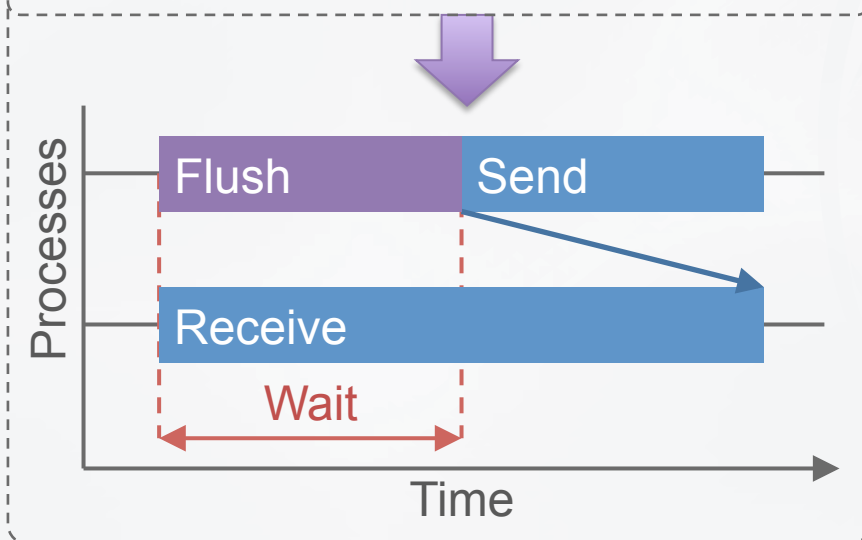 Processes
Flush
Send
Receive
Wait
Time